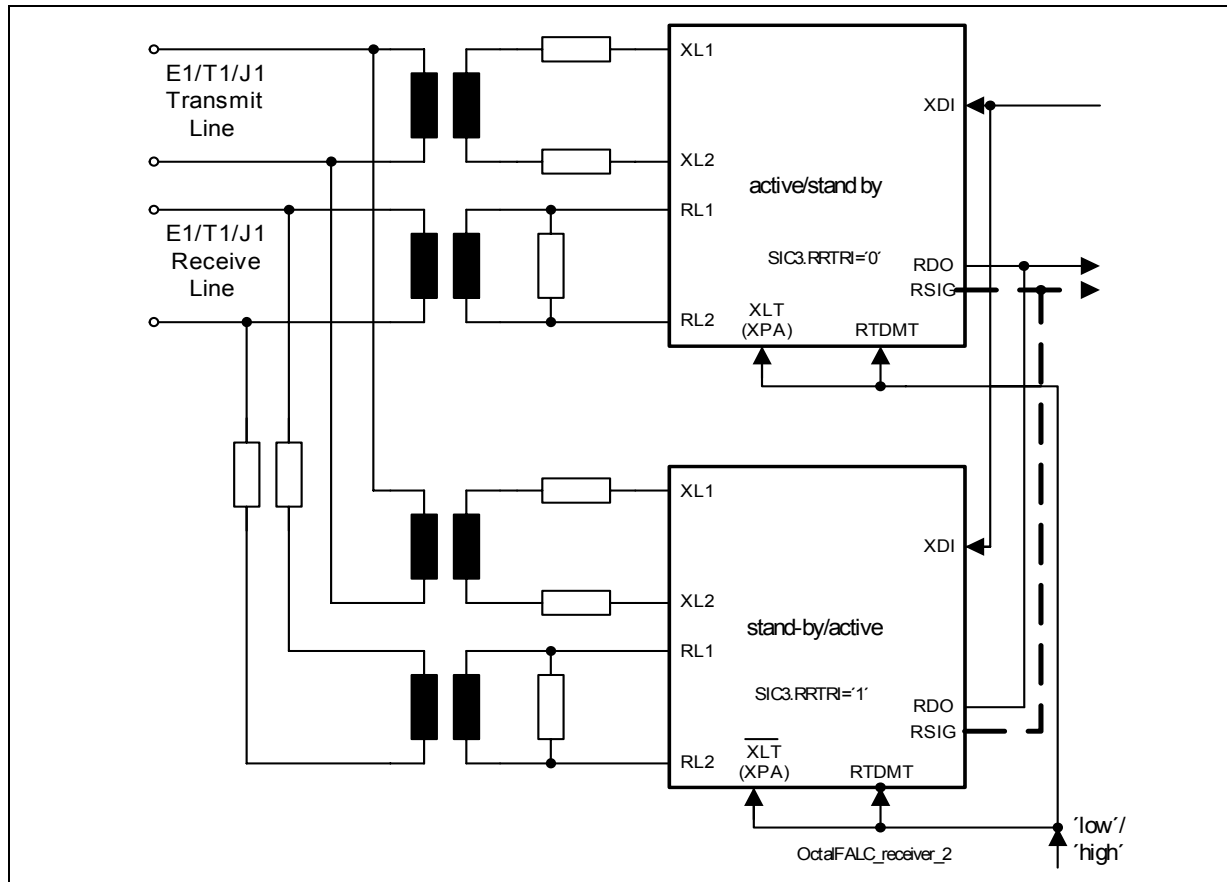 E1/T1/J1
Transmit
Line
XL1
XL2
XDI
active/stand by
E1/T1/J1
Receive
Line
RL1
RL2
SIC3.RRTRI=´0´
RDO
RSIG
XLT
(XPA)
RTDMT
XL1
XL2
XDI
stand-by/active
RL1
RL2
SIC3.RRTRI=´1´
RDO
RSIG
XLT
(XPA)
RTDMT
´low´/
´high´
OctalFALC_receiver_2